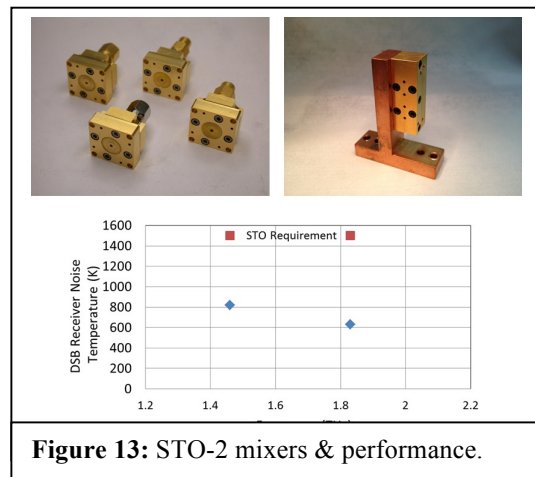 1600
1400
1200
1000
800
600
400
200
0
DSB Receiver Noise
Temperature (K)
STO Requirement
1.2 1.4 1.6 1.8 2 2.2
Figure 13: STO-2 mixers & performance.